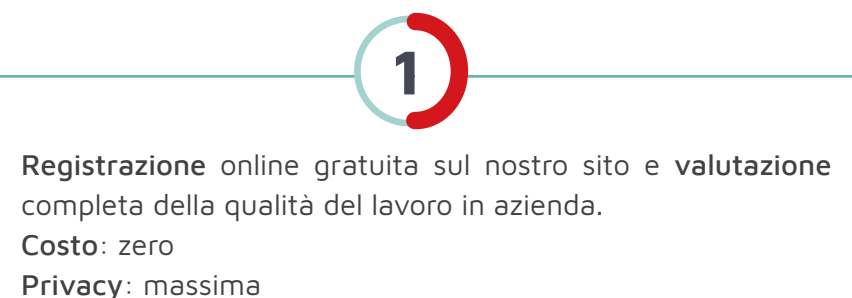 1
Registrazione online gratuita sul nostro sito e valutazione
completa della qualità del lavoro in azienda.
Costo: zero
Privacy: massima